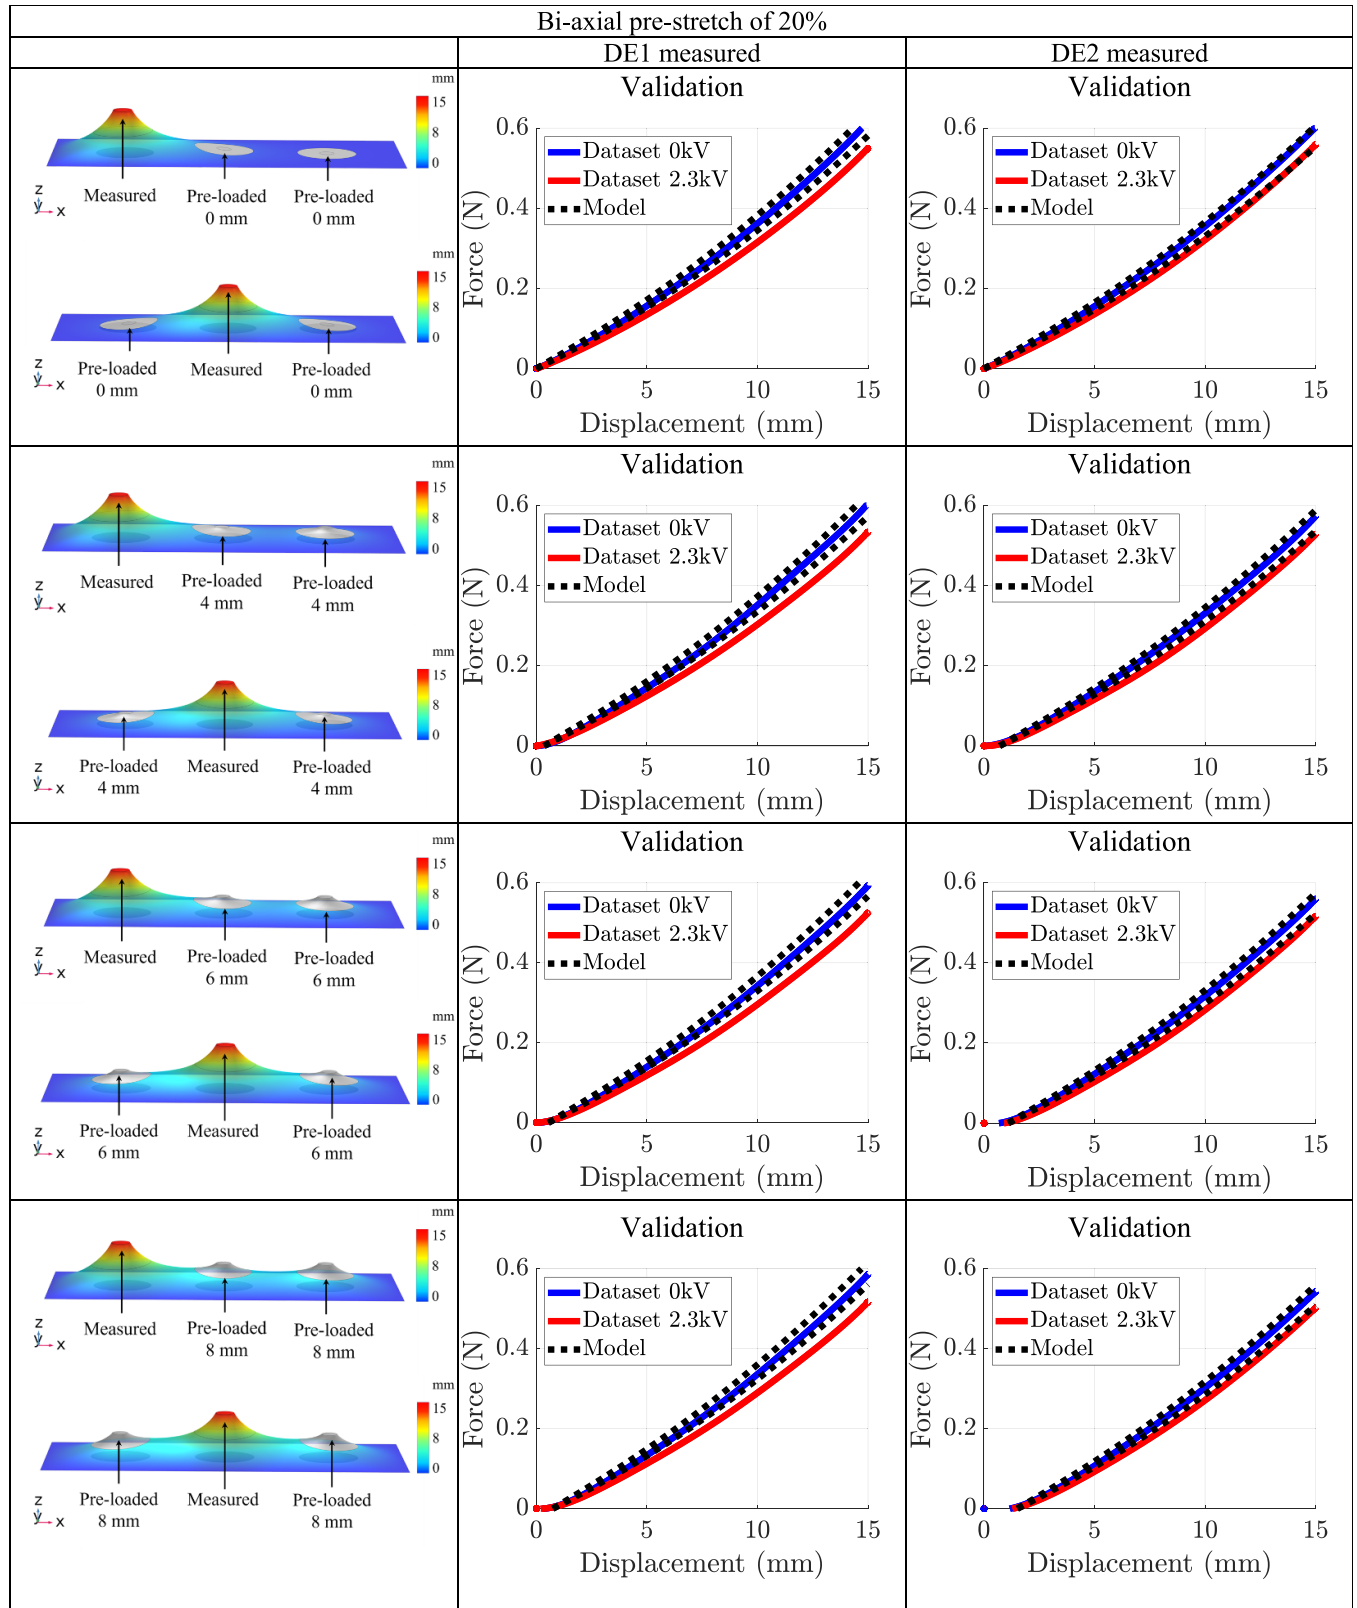 Bi-axial pre-stretch of 20%
DE1 measured
DE2 measured
mm
15
8
0
Measured
Pre-loaded
0 mm
Pre-loaded
0 mm
z
y
x
mm
15
8
0
Pre-loaded
0 mm
Measured
Pre-loaded
0 mm
z
y
x
Validation
0.6
0.4
0.2
0
Force (N)
Dataset 0kV
Dataset 2.3kV
Model
0 5 10 15
Displacement (mm)
Validation
0.6
0.4
0.2
0
Force (N)
Dataset 0kV
Dataset 2.3kV
Model
0 5 10 15
Displacement (mm)
mm
15
8
0
Measured
Pre-loaded
4 mm
Pre-loaded
4 mm
z
y
x
mm
15
8
0
Pre-loaded
4 mm
Measured
Pre-loaded
4 mm
z
y
x
Validation
0.6
0.4
0.2
0
Force (N)
Dataset 0kV
Dataset 2.3kV
Model
0 5 10 15
Displacement (mm)
Validation
0.6
0.4
0.2
0
Force (N)
Dataset 0kV
Dataset 2.3kV
Model
0 5 10 15
Displacement (mm)
mm
15
8
0
Measured
Pre-loaded
6 mm
Pre-loaded
6 mm
z
y
x
mm
15
8
0
Pre-loaded
6 mm
Measured
Pre-loaded
6 mm
z
y
x
Validation
0.6
0.4
0.2
0
Force (N)
Dataset 0kV
Dataset 2.3kV
Model
0 5 10 15
Displacement (mm)
Validation
0.6
0.4
0.2
0
Force (N)
Dataset 0kV
Dataset 2.3kV
Model
0 5 10 15
Displacement (mm)
mm
15
8
0
Measured
Pre-loaded
8 mm
Pre-loaded
8 mm
z
y
x
mm
15
8
0
Pre-loaded
8 mm
Measured
Pre-loaded
8 mm
z
y
x
Validation
0.6
0.4
0.2
0
Force (N)
Dataset 0kV
Dataset 2.3kV
Model
0 5 10 15
Displacement (mm)
Validation
0.6
0.4
0.2
0
Force (N)
Dataset 0kV
Dataset 2.3kV
Model
0 5 10 15
Displacement (mm)